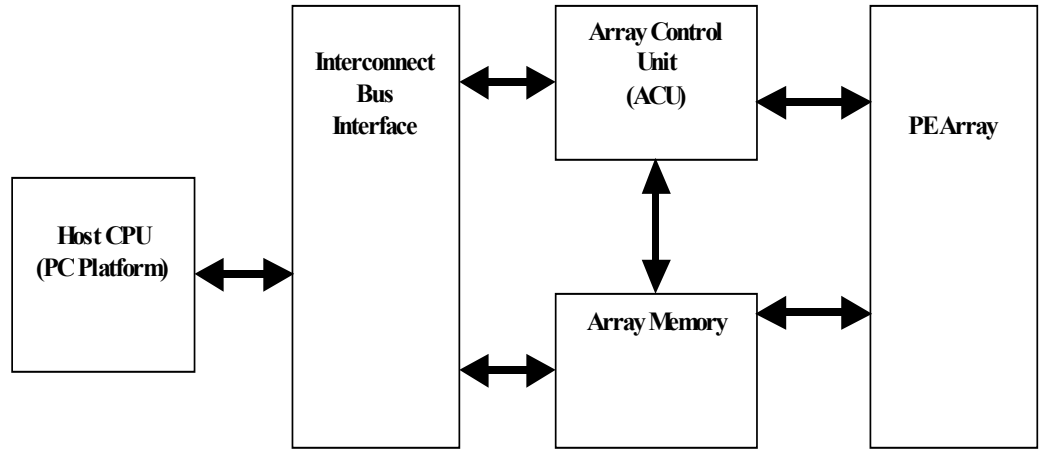 Host CPU
(PC Platform)
Interconnect
Bus
Interface
Array Control
Unit
(ACU)
Array Memory
PE Array